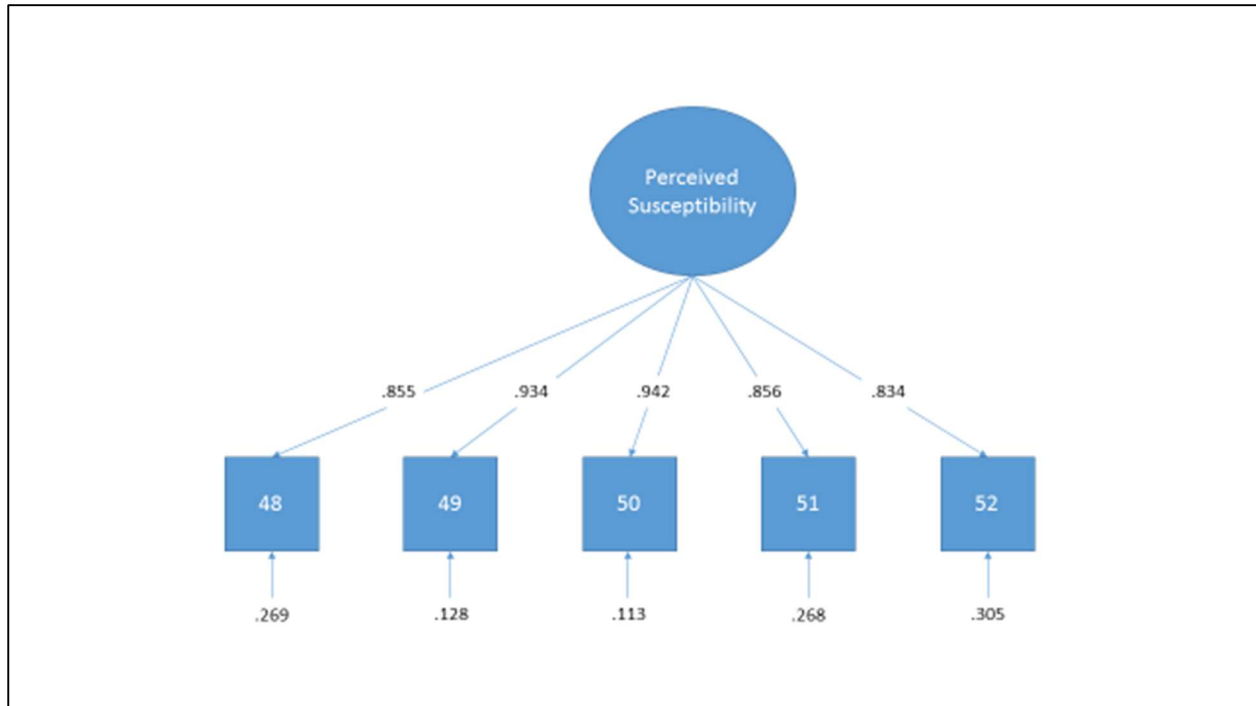 Perceived
Susceptibility
.855 .934 .942 .856 .834
48 49 50 51 52
.269 .128 .113 .268 .305